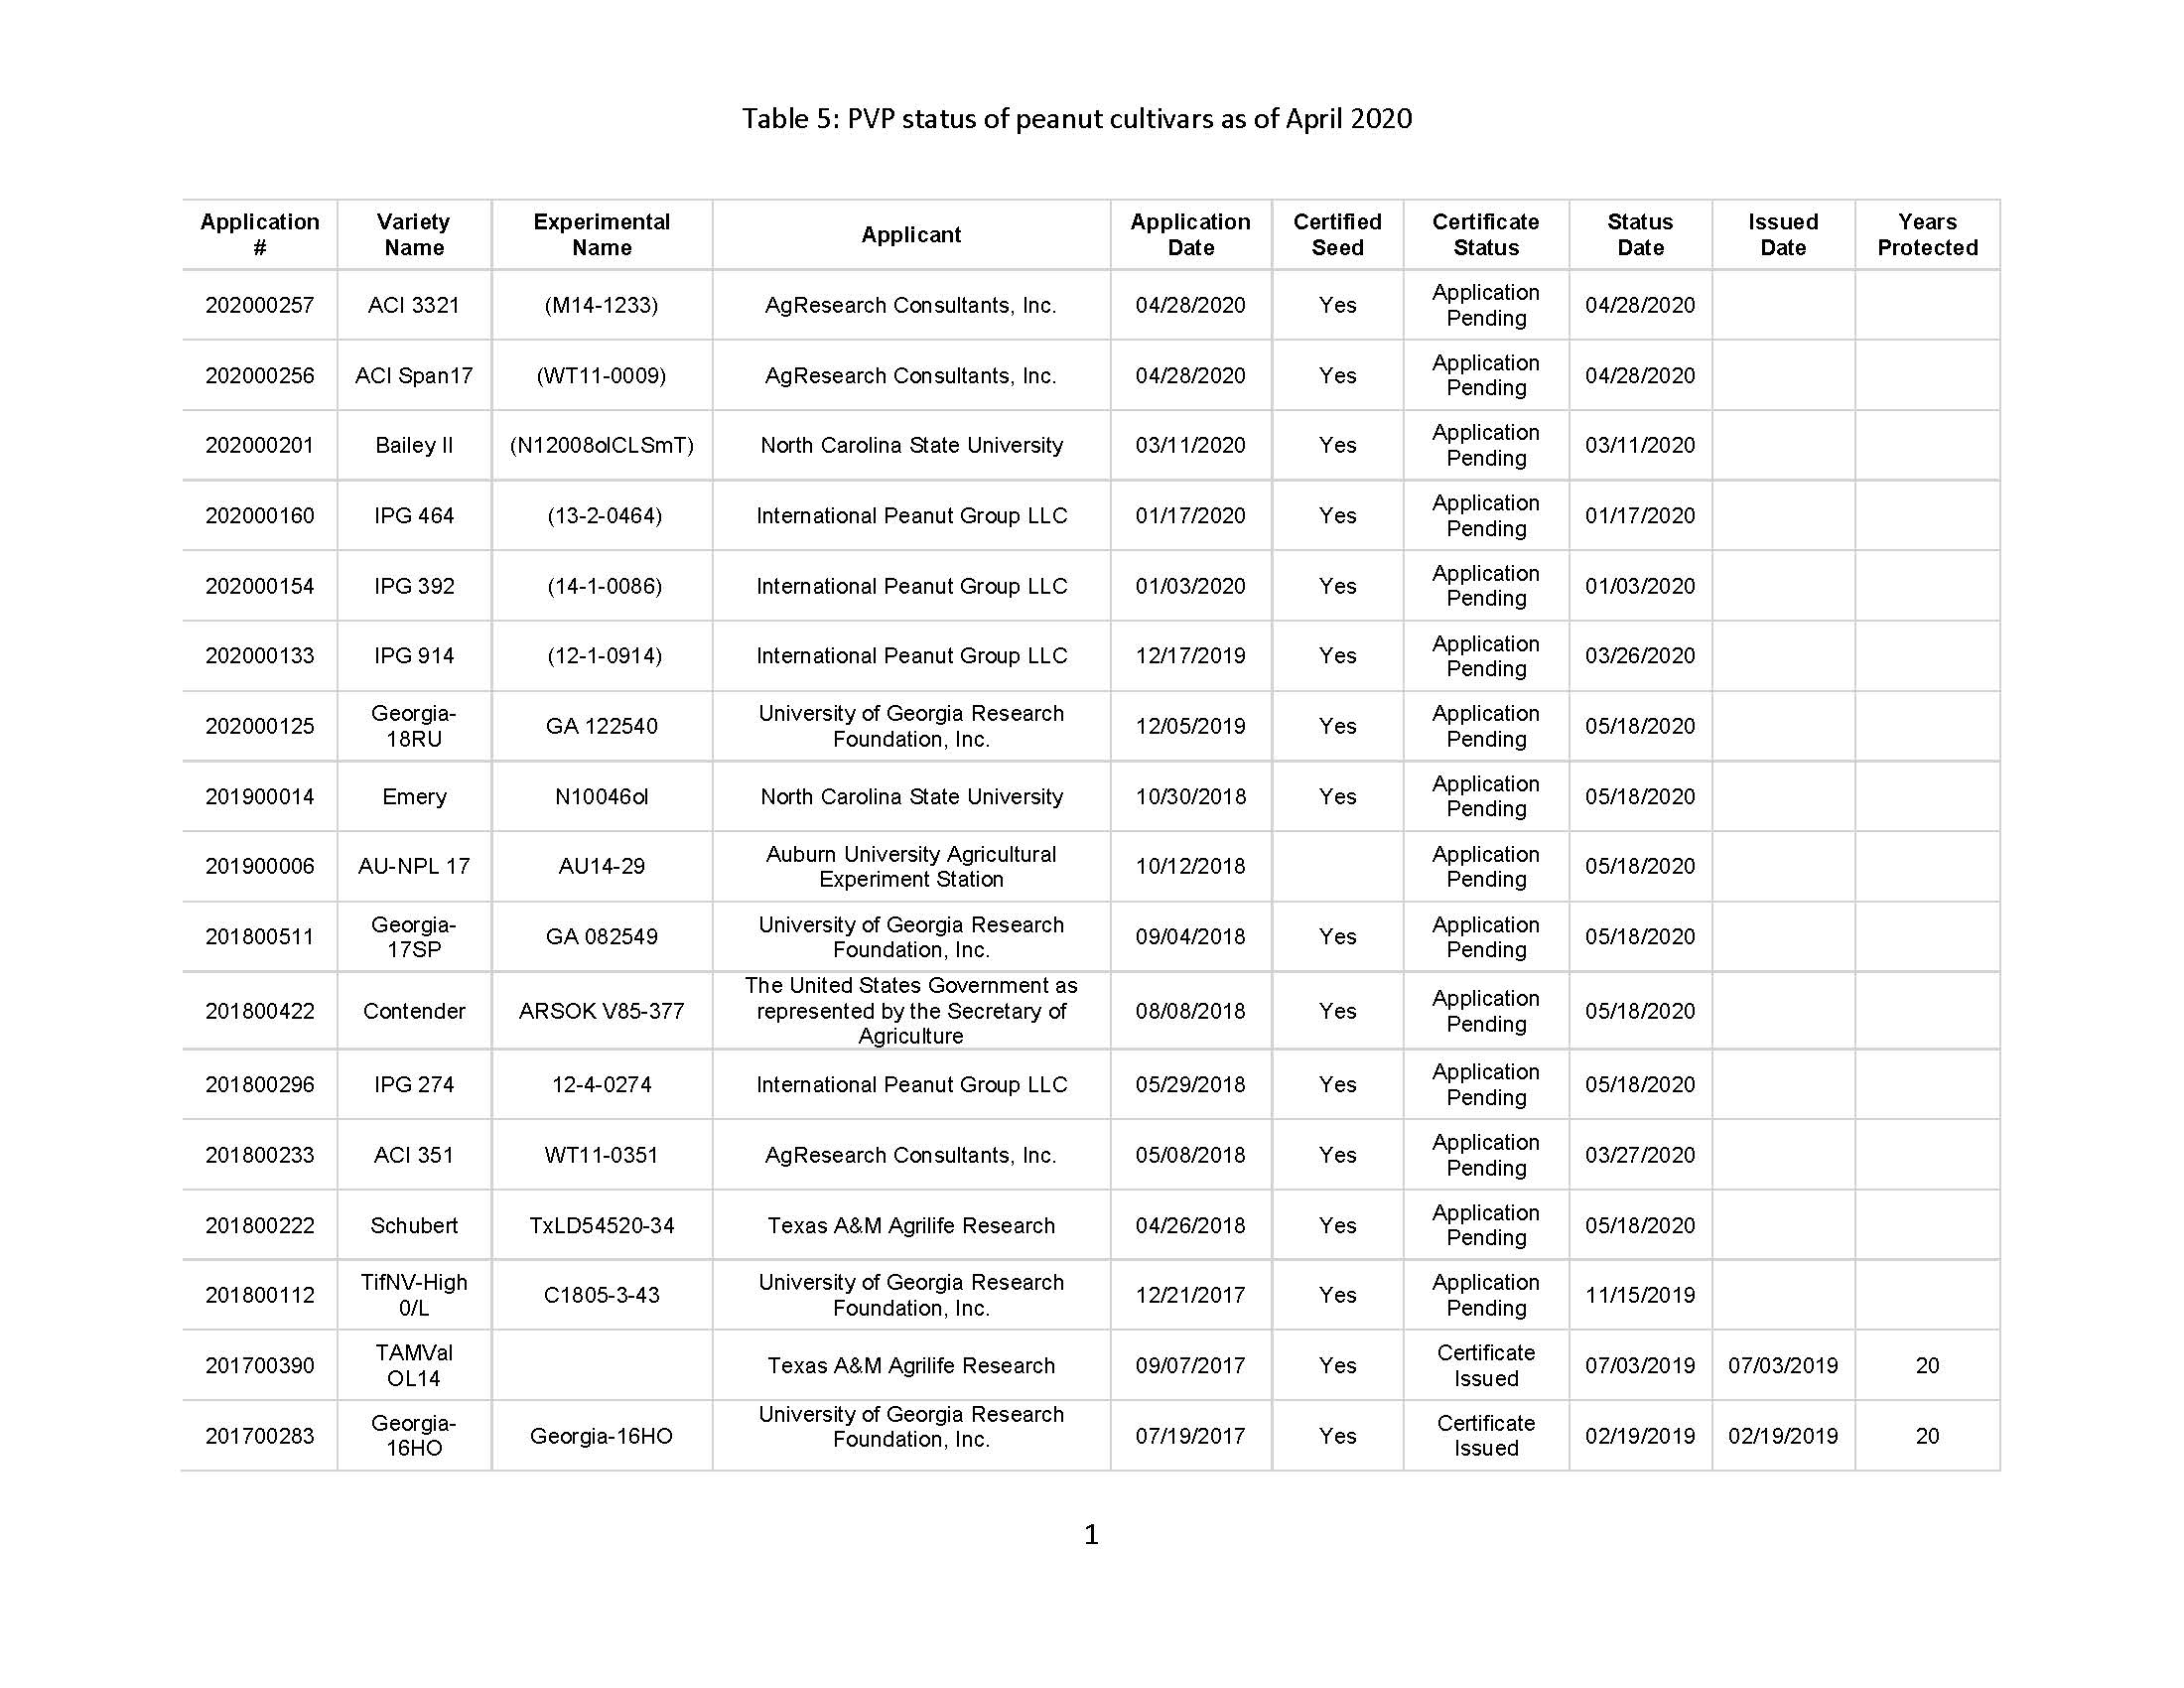 Table 5: PVP status of peanut cultivars as of April 2020
Application # Variety Name Experimental Name Applicant Application Date Certified Seed Certificate Status Status Date Issued Date Years Protected
202000257 ACI 3321 (M14-1233) AgResearch Consultants, Inc. 04/28/2020 Yes Application Pending 04/28/2020
202000256 ACI Span17 (WT11-0009) AgResearch Consultants, Inc. 04/28/2020 Yes Application Pending 04/28/2020
202000201 Bailey II (N12008olCLSmT) North Carolina State University 03/11/2020 Yes Application Pending 03/11/2020
202000160 IPG 464 (13-2-0464) International Peanut Group LLC 01/17/2020 Yes Application Pending 01/17/2020
202000154 IPG 392 (14-1-0086) International Peanut Group LLC 01/03/2020 Yes Application Pending 01/03/2020
202000133 IPG 914 (12-1-0914) International Peanut Group LLC 12/17/2019 Yes Application Pending 03/26/2020
202000125 Georgia-18RU GA 122540 University of Georgia Research Foundation, Inc. 12/05/2019 Yes Application Pending 05/18/2020
201900014 Emery N10046ol North Carolina State University 10/30/2018 Yes Application Pending 05/18/2020
201900006 AU-NPL 17 AU14-29 Auburn University Agricultural Experiment Station 10/12/2018 Application Pending 05/18/2020
201800511 Georgia-17SP GA 082549 University of Georgia Research Foundation, Inc. 09/04/2018 Yes Application Pending 05/18/2020
201800422 Contender ARSOK V85-377 The United States Government as represented by the Secretary of Agriculture 08/08/2018 Yes Application Pending 05/18/2020
201800296 IPG 274 12-4-0274 International Peanut Group LLC 05/29/2018 Yes Application Pending 05/18/2020
201800233 ACI 351 WT11-0351 AgResearch Consultants, Inc. 05/08/2018 Yes Application Pending 03/27/2020
201800222 Schubert TxLD54520-34 Texas A&M Agrilife Research 04/26/2018 Yes Application Pending 05/18/2020
201800112 TifNV-High 0/L C1805-3-43 University of Georgia Research Foundation, Inc. 12/21/2017 Yes Application Pending 11/15/2019
201700390 TAMVal OL14 Texas A&M Agrilife Research 09/07/2017 Yes Certificate Issued 07/03/2019 07/03/2019 20
201700283 Georgia-16HO Georgia-16HO University of Georgia Research Foundation, Inc. 07/19/2017 Yes Certificate Issued 02/19/2019 02/19/2019 20
1